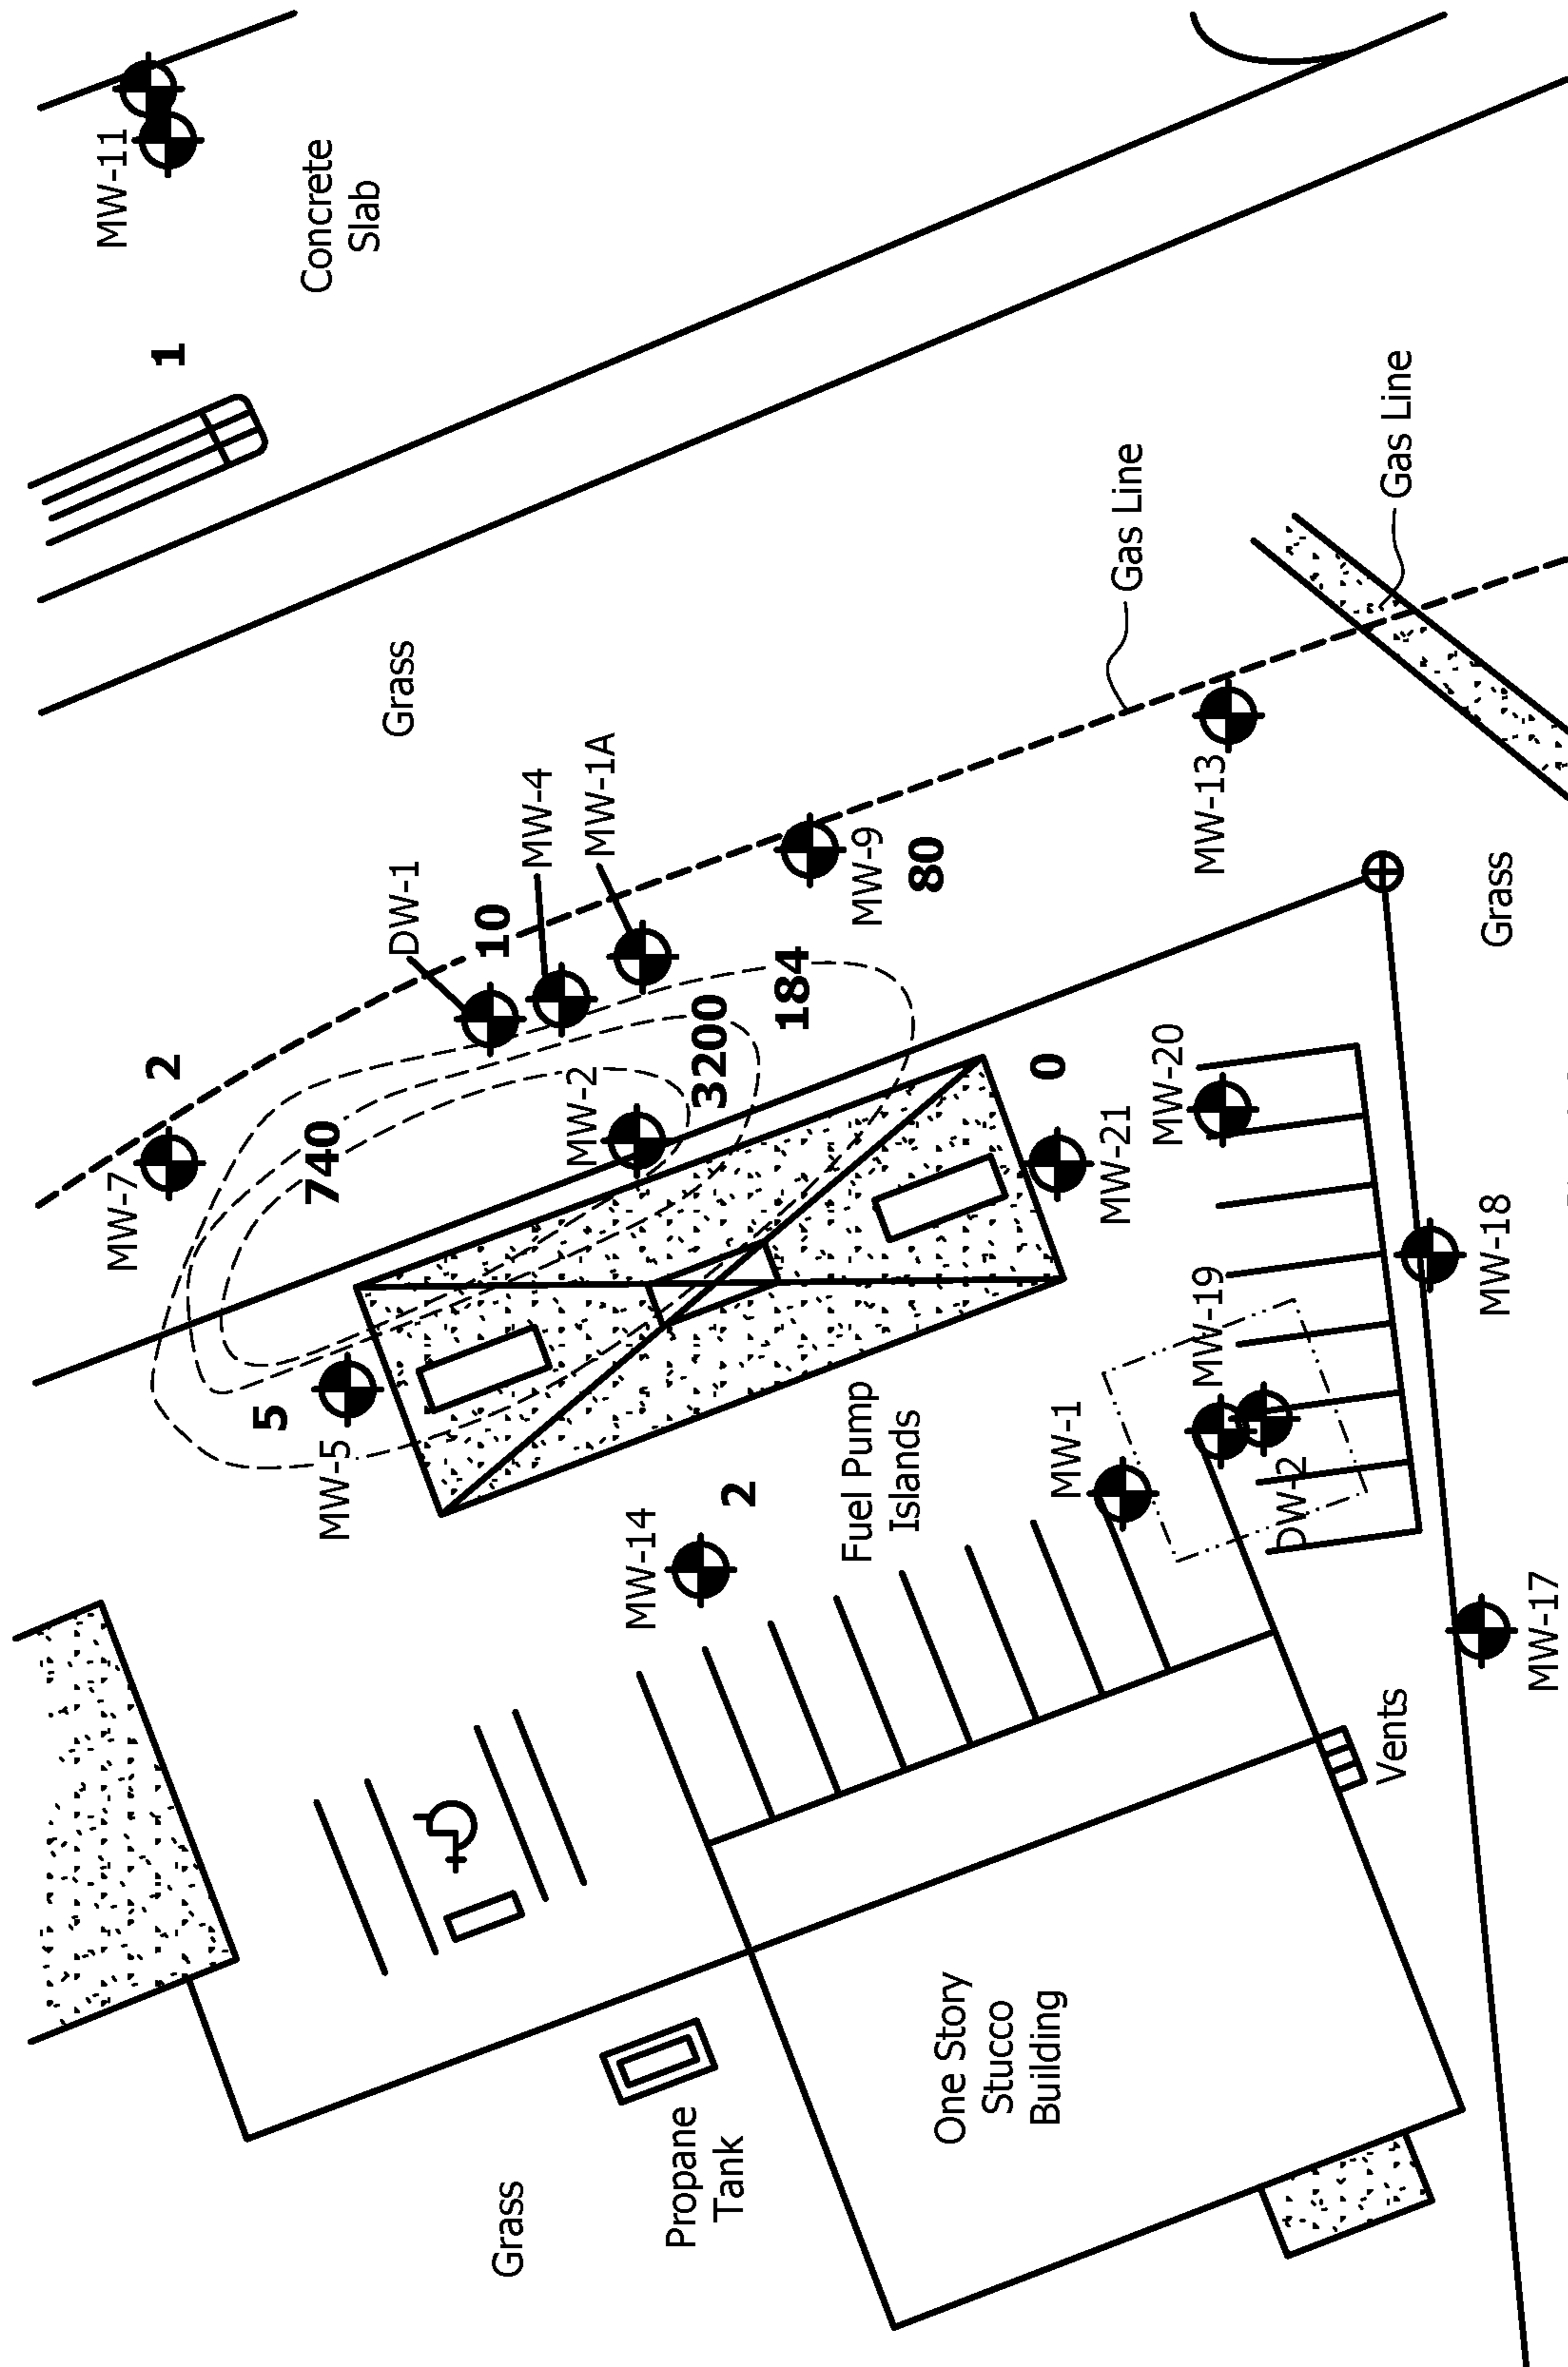 MW-7
MW-11
2
1
5
740
Concrete
Slab
MW-5
DW-1
Grass
10
Grass
MW-4
MW-2
MW-1A
MW-14
Propane
Tank
3200
2
184
Fuel Pump
Islands
MW-9
80
One Story
Stucco
Building
0
MW-1
MW-21
Gas Line
MW-20
MW-19
MW-13
DW-2
Vents
Gas Line
MW-18
Grass
MW-17